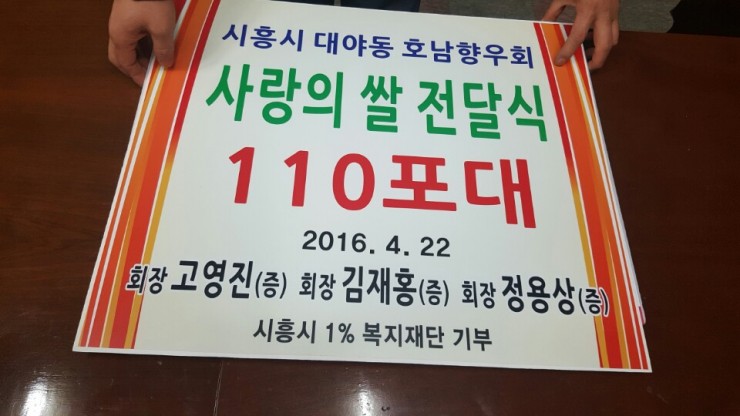 시흥시 대야동 호남향우회
사랑의 쌀 전달식
110포대
2016. 4. 22
회장 고영진(증) 회장 김재홍(증) 회장 정용상(증)
시흥시 1% 복지재단 기부